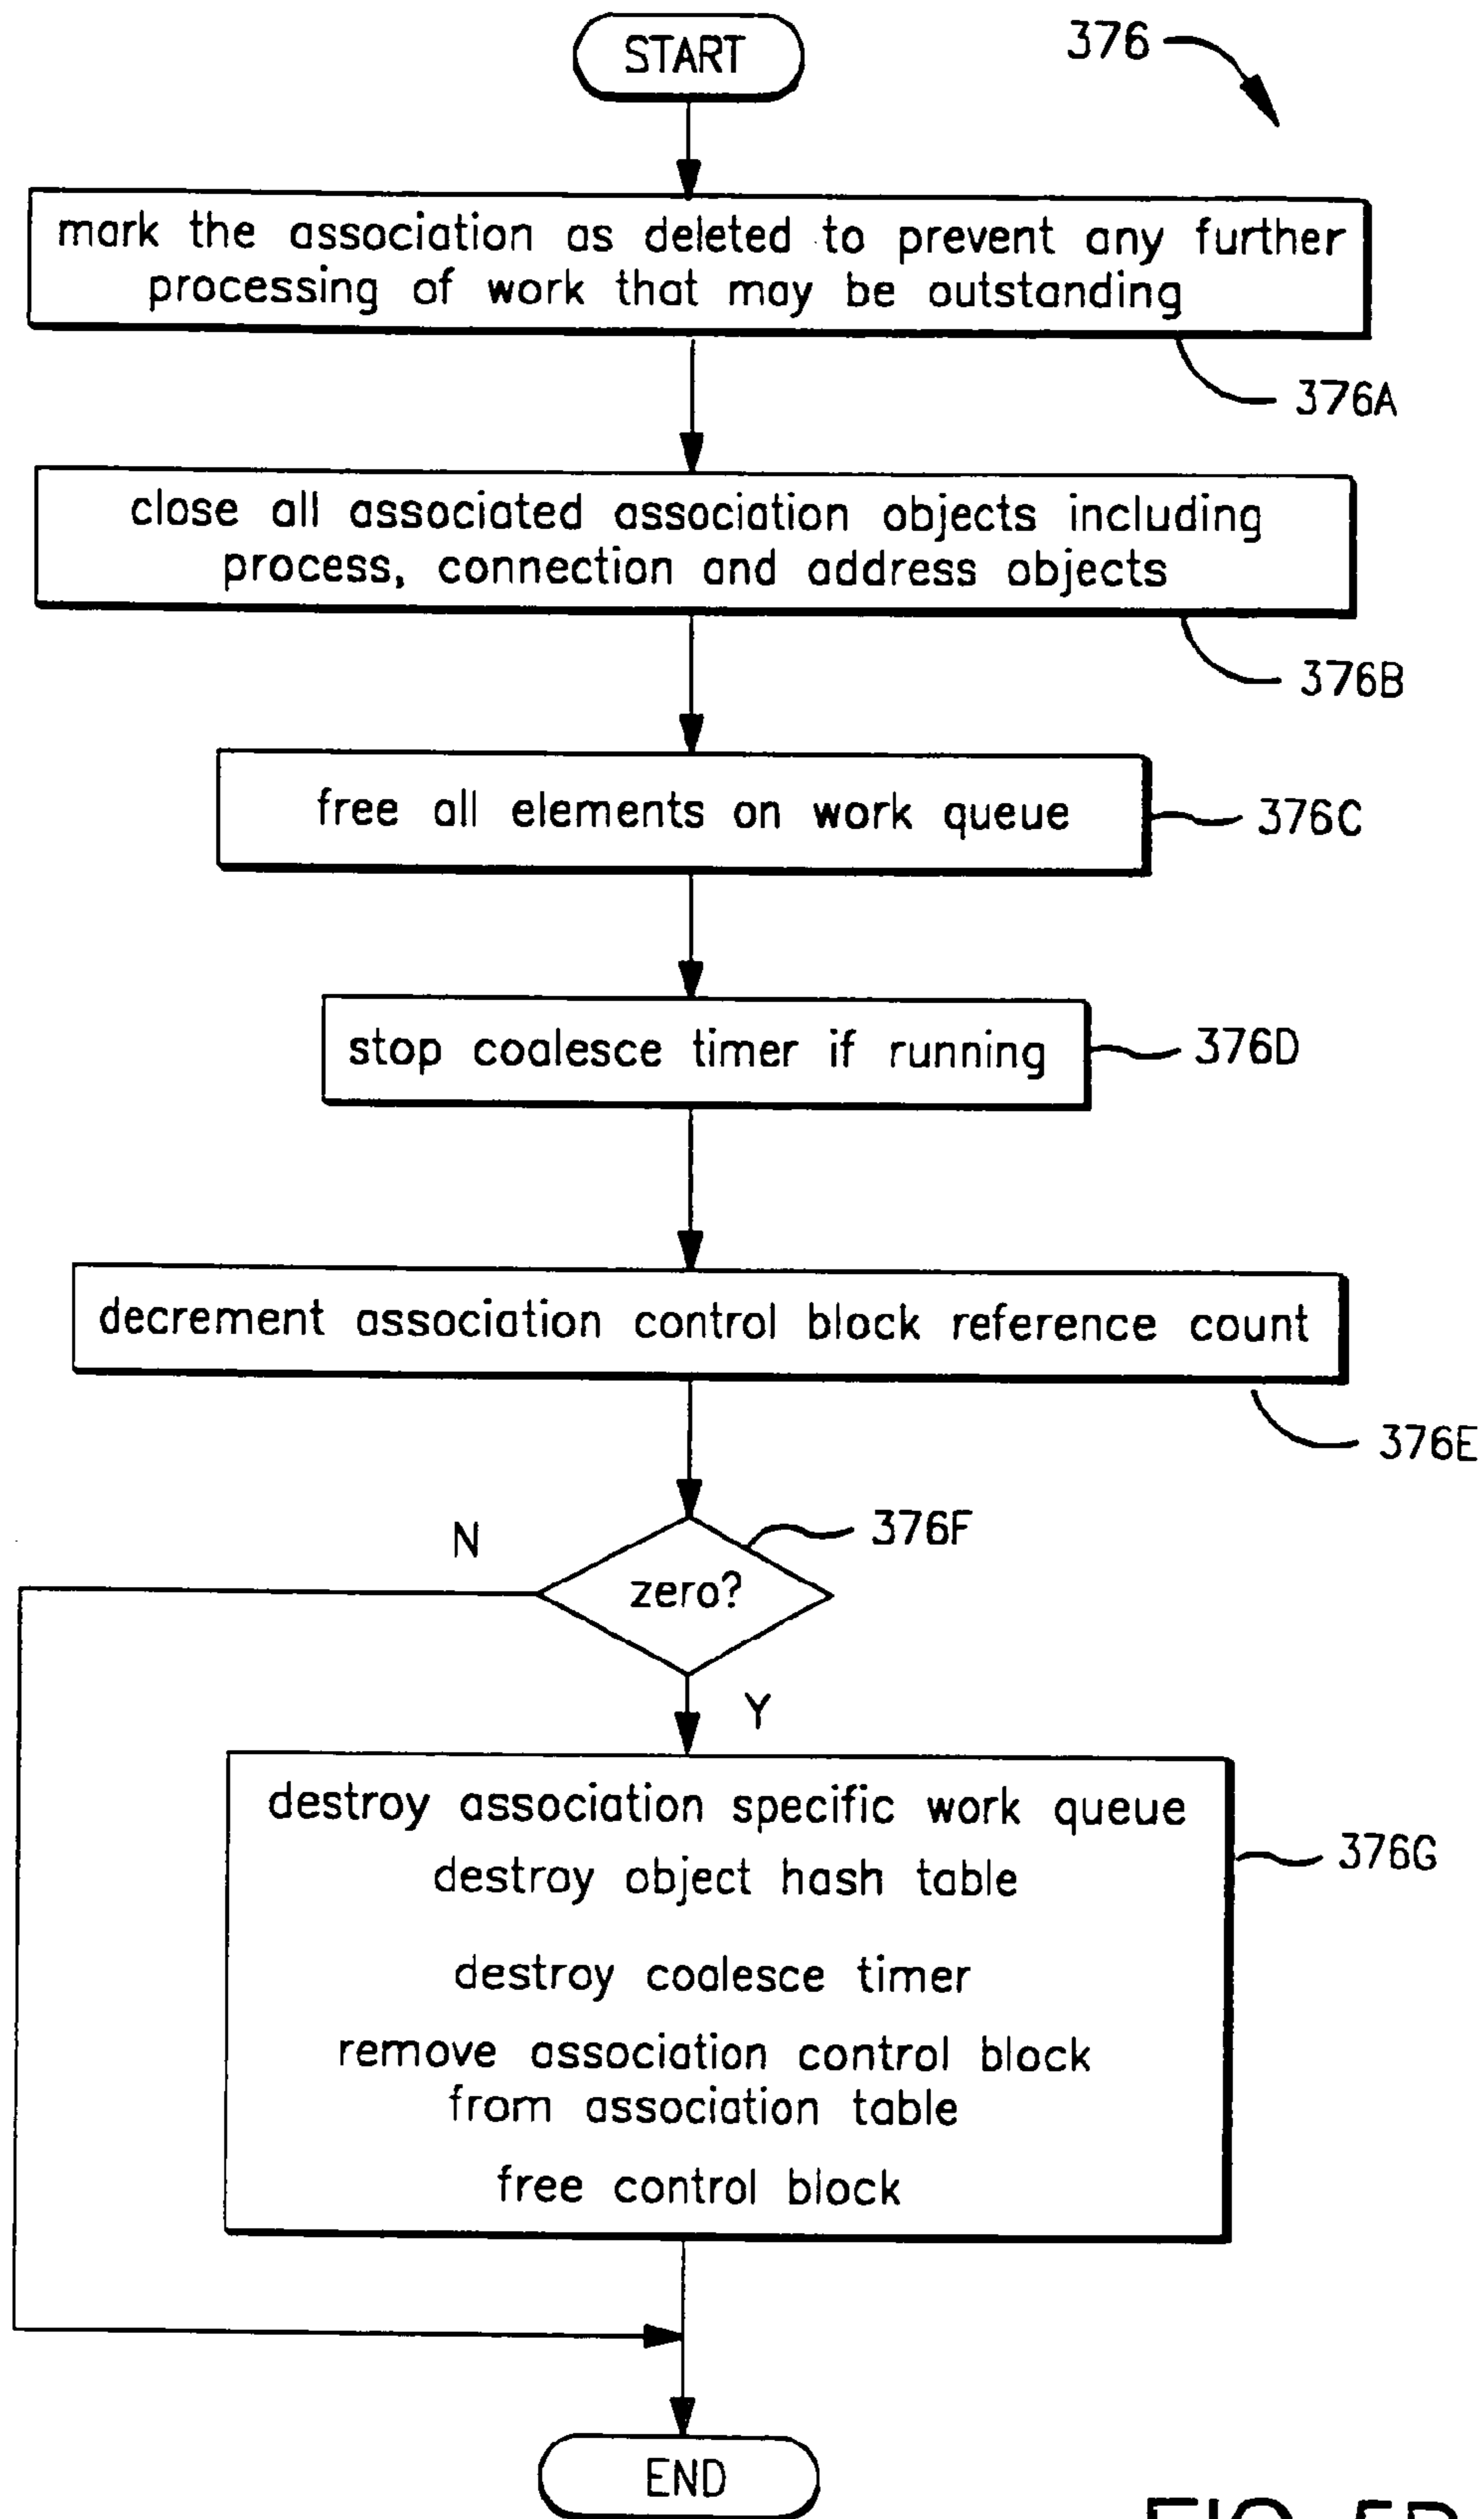 START
376
mark the association as deleted to prevent any further
processing of work that may be outstanding
376A
close all associated association objects including
process, connection and address objects
376B
free all elements on work queue
376C
stop coalesce timer if running
376D
decrement association control block reference count
376E
376F
N
zero?
Y
destroy association specific work queue
376G
destroy object hash table
destroy coalesce timer
remove association control block
from association table
free control block
END